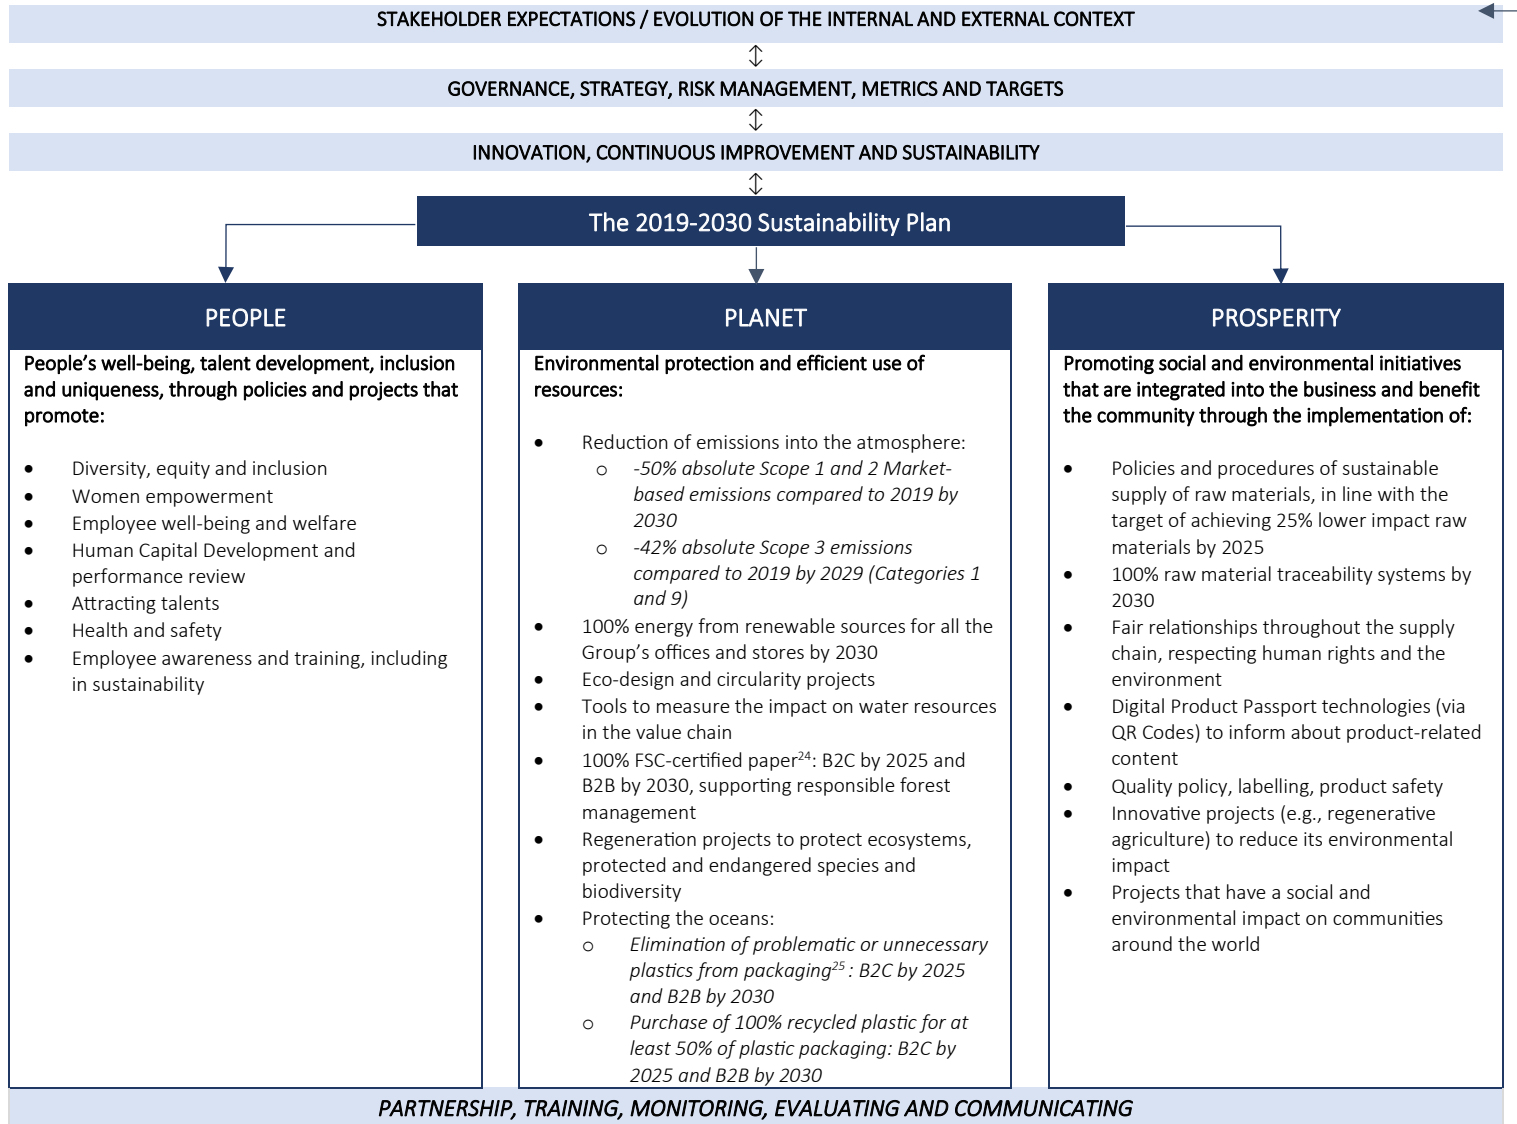 STAKEHOLDER EXPECTATIONS / EVOLUTION OF THE INTERNAL AND EXTERNAL CONTEXT
GOVERNANCE, STRATEGY, RISK MANAGEMENT, METRICS AND TARGETS
INNOVATION, CONTINUOUS IMPROVEMENT AND SUSTAINABILITY
The 2019-2030 Sustainability Plan
PEOPLE
People’s well-being, talent development, inclusion
and uniqueness, through policies and projects that
promote:
• Diversity, equity and inclusion
• Women empowerment
• Employee well-being and welfare
• Human Capital Development and
performance review
• Attracting talents
• Health and safety
• Employee awareness and training, including
in sustainability
PLANET
Environmental protection and efficient use of
resources:
• Reduction of emissions into the atmosphere:
o -50% absolute Scope 1 and 2 Market-
based emissions compared to 2019 by
2030
o -42% absolute Scope 3 emissions
compared to 2019 by 2029 (Categories 1
and 9)
• 100% energy from renewable sources for all the
Group’s offices and stores by 2030
• Eco-design and circularity projects
• Tools to measure the impact on water resources
in the value chain
• 100% FSC-certified paper24: B2C by 2025 and
B2B by 2030, supporting responsible forest
management
• Regeneration projects to protect ecosystems,
protected and endangered species and
biodiversity
• Protecting the oceans:
o Elimination of problematic or unnecessary
plastics from packaging25 : B2C by 2025
and B2B by 2030
o Purchase of 100% recycled plastic for at
least 50% of plastic packaging: B2C by
2025 and B2B by 2030
PROSPERITY
Promoting social and environmental initiatives
that are integrated into the business and benefit
the community through the implementation of:
• Policies and procedures of sustainable
supply of raw materials, in line with the
target of achieving 25% lower impact raw
materials by 2025
• 100% raw material traceability systems by
2030
• Fair relationships throughout the supply
chain, respecting human rights and the
environment
• Digital Product Passport technologies (via
QR Codes) to inform about product-related
content
• Quality policy, labelling, product safety
• Innovative projects (e.g., regenerative
agriculture) to reduce its environmental
impact
• Projects that have a social and
environmental impact on communities
around the world
PARTNERSHIP, TRAINING, MONITORING, EVALUATING AND COMMUNICATING